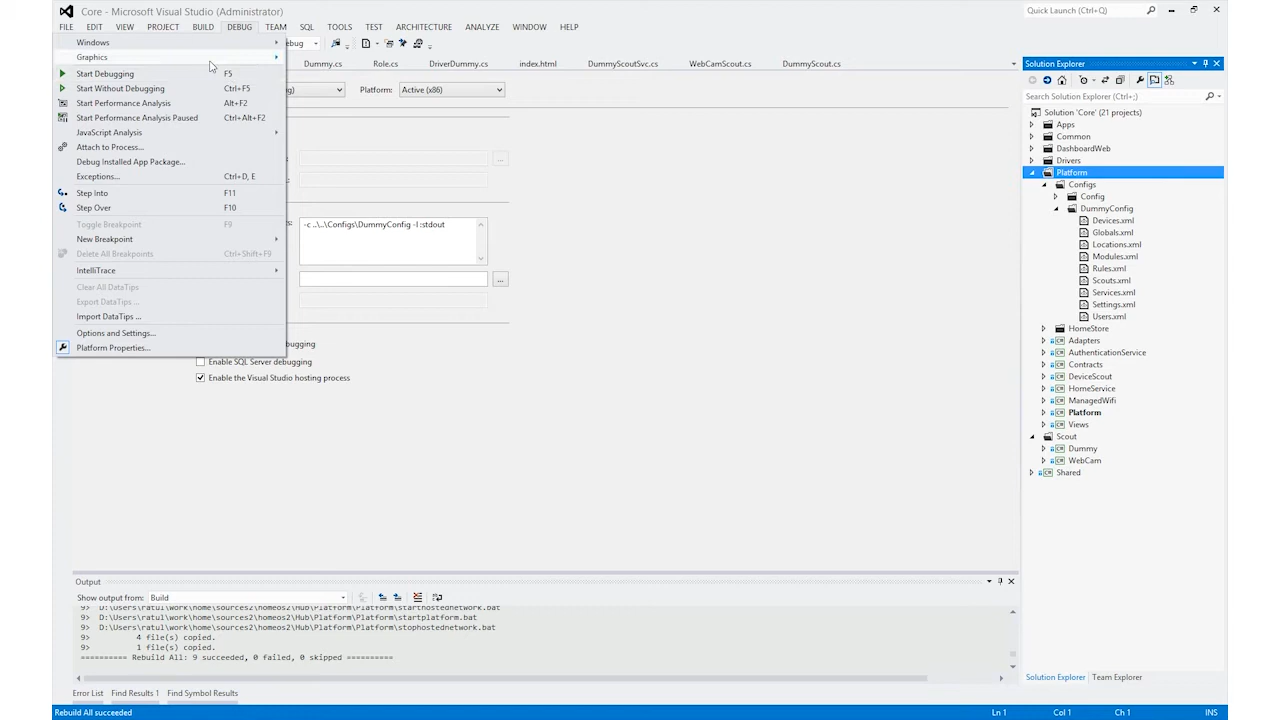 Core - Microsoft Visual Studio (Administrator)
Quick Launch (Ctrl+Q)
FILE EDIT VIEW PROJECT BUILD DEBUG TEAM SQL TOOLS TEST ARCHITECTURE ANALYZE WINDOW HELP
Windows
Graphics
Start Debugging F5
Start Without Debugging Ctrl+F5
Start Performance Analysis Alt+F2
Start Performance Analysis Paused Ctrl+Alt+F2
JavaScript Analysis
Attach to Process...
Debug Installed App Package...
Exceptions... Ctrl+D, E
Step Into F11
Step Over F10
Toggle Breakpoint F9
New Breakpoint
Delete All Breakpoints Ctrl+Shift+F9
IntelliTrace
Clear All DataTips
Export DataTips ...
Import DataTips ...
Options and Settings...
Platform Properties...
Dummy.cs Role.cs DriverDummy.cs index.html DummyScoutSvc.cs WebCamScout.cs DummyScout.cs
Platform: Active (x86)
-c ..\..\Configs\DummyConfig -l :stdout
Enable SQL Server debugging
Enable the Visual Studio hosting process
Solution Explorer
Search Solution Explorer (Ctrl+;)
Solution 'Core' (21 projects)
Apps
Common
DashboardWeb
Drivers
Platform
Configs
Config
DummyConfig
Devices.xml
Globals.xml
Locations.xml
Modules.xml
Rules.xml
Scouts.xml
Services.xml
Settings.xml
Users.xml
HomeStore
Adapters
AuthenticationService
Contracts
DeviceScout
HomeService
ManagedWifi
Platform
Views
Scout
Dummy
WebCam
Shared
Solution Explorer Team Explorer
Output
Show output from: Build
9> D:\Users\ratul\work\home\sources2\homeos2\Hub\Platform\Platform\starthostednetwork.bat
9> D:\Users\ratul\work\home\sources2\homeos2\Hub\Platform\Platform\startplatform.bat
9> D:\Users\ratul\work\home\sources2\homeos2\Hub\Platform\Platform\stophostednetwork.bat
9> 4 file(s) copied.
9> 1 file(s) copied.
========== Rebuild All: 9 succeeded, 0 failed, 0 skipped ==========
Error List Find Results 1 Find Symbol Results
Rebuild All succeeded Ln 1 Col 1 Ch 1 INS